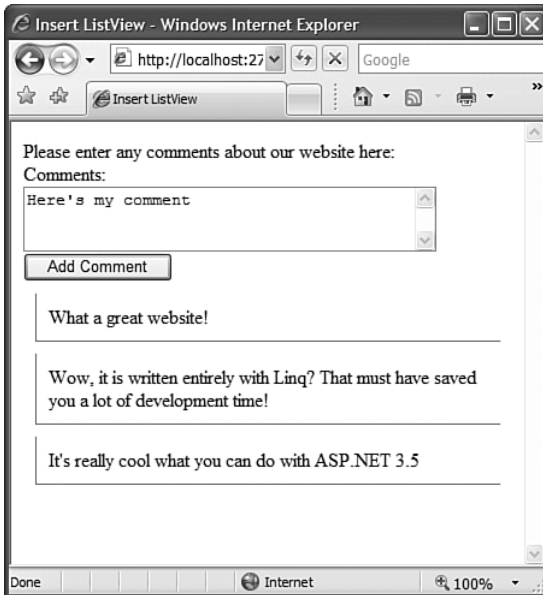 Insert ListView - Windows Internet Explorer
http://localhost:27
Google
Insert ListView
»
Please enter any comments about our website here:
Comments:
Here's my comment
Add Comment
What a great website!
Wow, it is written entirely with Linq? That must have saved
you a lot of development time!
It's really cool what you can do with ASP.NET 3.5
Done
Internet
100%